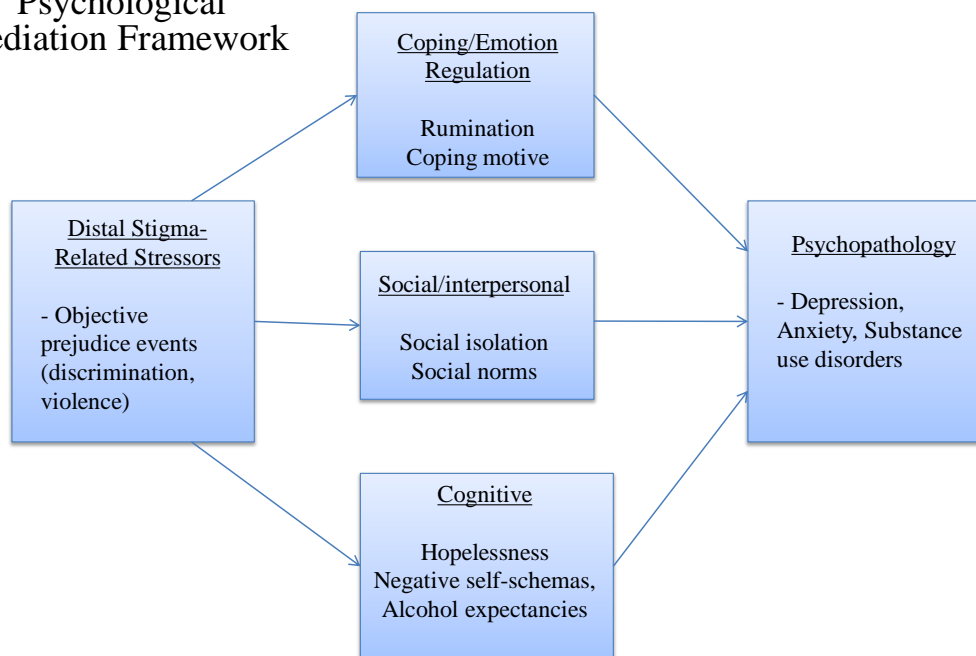 Psychological
ediation Framework
Coping/Emotion
Regulation
Rumination
Coping motive
Distal Stigma-
Related Stressors
- Objective
prejudice events
(discrimination,
violence)
Social/interpersonal
Social isolation
Social norms
Cognitive
Hopelessness
Negative self-schemas,
Alcohol expectancies
Psychopathology
- Depression,
Anxiety, Substance
use disorders